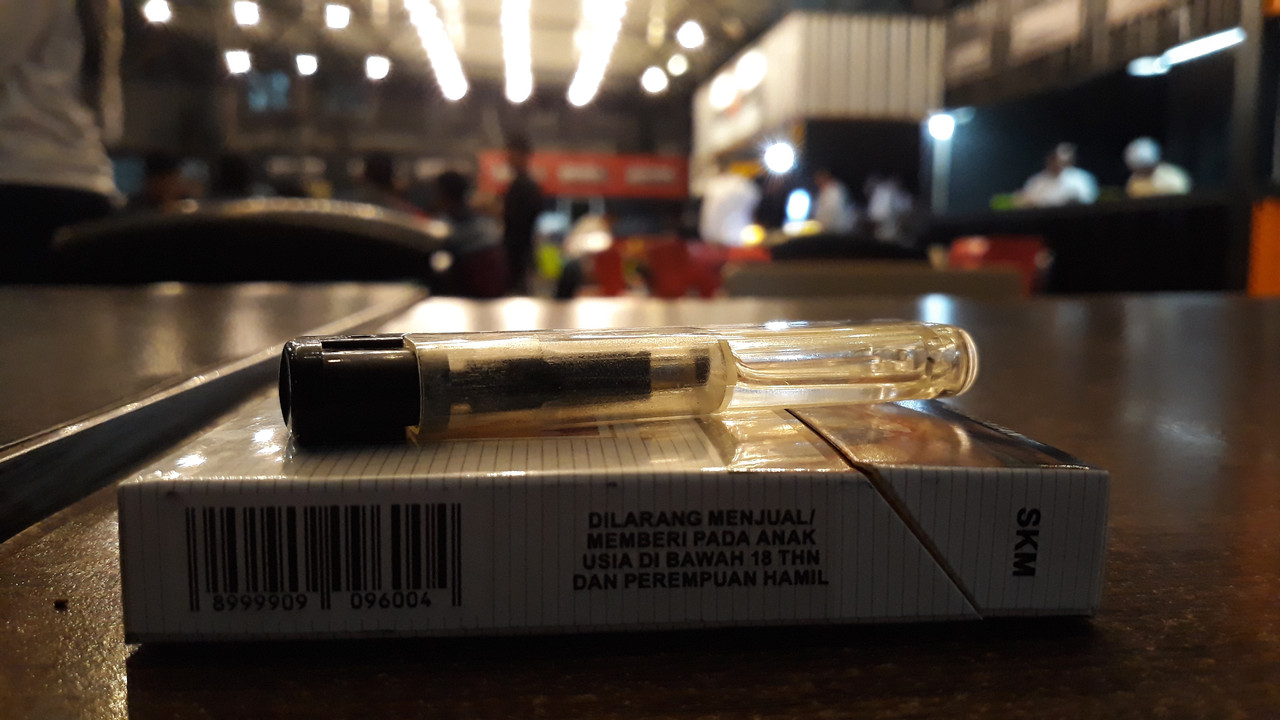 8999909 096004
DILARANG MENJUAL/
MEMBERI PADA ANAK
USIA DI BAWAH 18 THN
DAN PEREMPUAN HAMIL
SKM